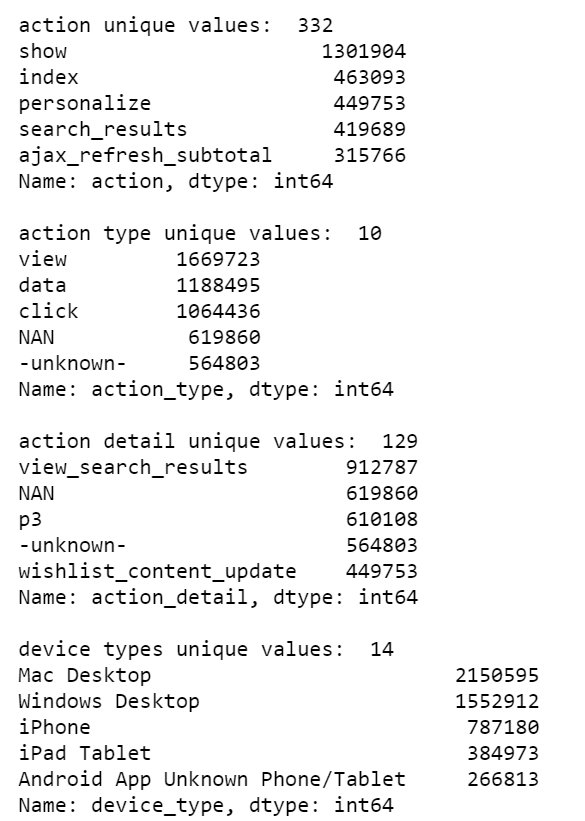 action unique values:  332
show                     1301904
index                     463093
personalize               449753
search_results            419689
ajax_refresh_subtotal     315766
Name: action, dtype: int64

action type unique values:  10
view         1669723
data         1188495
click        1064436
NAN           619860
-unknown-     564803
Name: action_type, dtype: int64

action detail unique values:  129
view_search_results        912787
NAN                        619860
p3                         610108
-unknown-                  564803
wishlist_content_update    449753
Name: action_detail, dtype: int64

device types unique values:  14
Mac Desktop                         2150595
Windows Desktop                     1552912
iPhone                               787180
iPad Tablet                          384973
Android App Unknown Phone/Tablet     266813
Name: device_type, dtype: int64